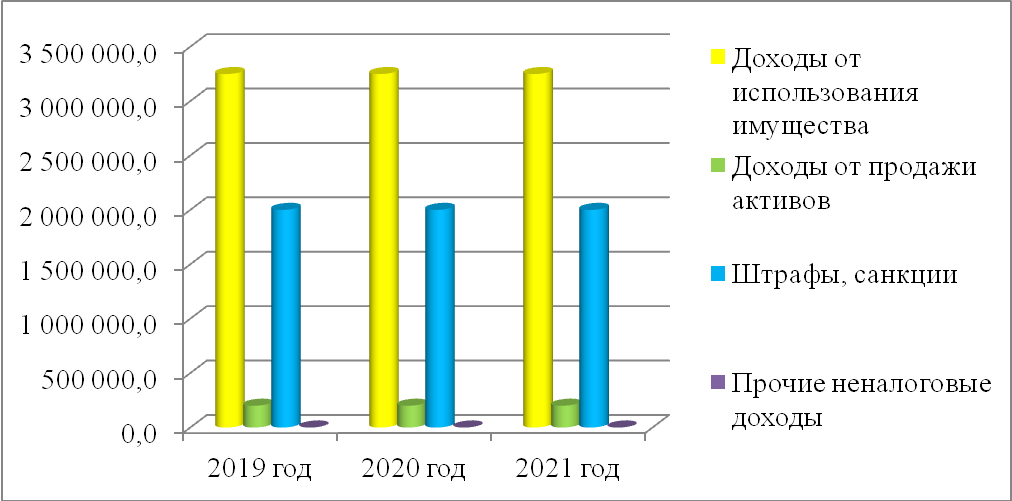 3 500 000,0
3 000 000,0
2 500 000,0
2 000 000,0
1 500 000,0
1 000 000,0
500 000,0
0,0
2019 год
2020 год
2021 год
Доходы от
использования
имущества
Доходы от продажи
активов
Штрафы, санкции
Прочие неналоговые
доходы